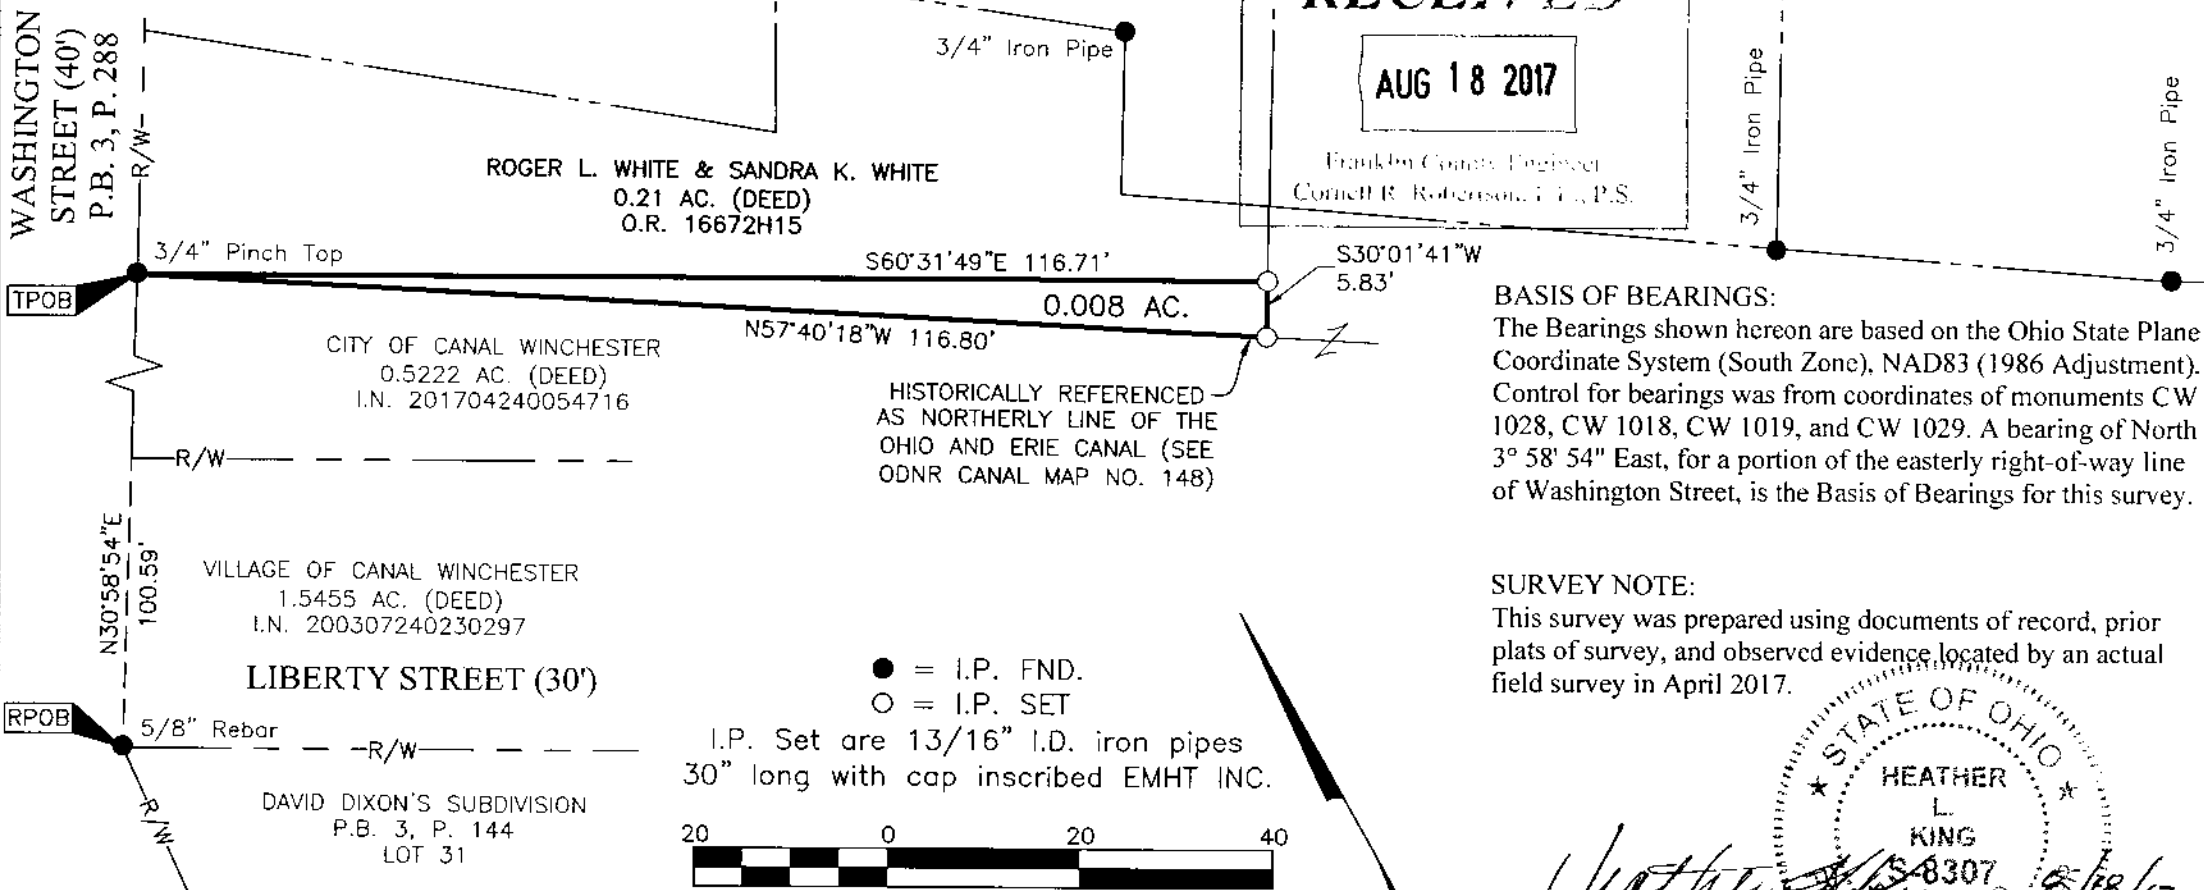 WASHINGTON
STREET (40')
P.B. 3, P. 288
R/W
3/4" Iron Pipe
RECEIVED
AUG 18 2017
Franklin County Engineer
Cornell R. Robertson, P.E., P.S.
3/4" Iron Pipe
3/4" Iron Pipe
ROGER L. WHITE & SANDRA K. WHITE
0.21 AC. (DEED)
O.R. 16672H15
3/4" Pinch Top
TPOB
S60°31'49"E 116.71'
S30°01'41"W
5.83'
0.008 AC.
N57°40'18"W 116.80'
CITY OF CANAL WINCHESTER
0.5222 AC. (DEED)
I.N. 201704240054716
HISTORICALLY REFERENCED
AS NORTHERLY LINE OF THE
OHIO AND ERIE CANAL (SEE
ODNR CANAL MAP NO. 148)
R/W
N30°58'54"E
100.59'
VILLAGE OF CANAL WINCHESTER
1.5455 AC. (DEED)
I.N. 200307240230297
LIBERTY STREET (30')
RPOB
5/8" Rebar
R/W
R/W
DAVID DIXON'S SUBDIVISION
P.B. 3, P. 144
LOT 31
● = I.P. FND.
○ = I.P. SET
I.P. Set are 13/16" I.D. iron pipes
30" long with cap inscribed EMHT INC.
20 0 20 40
BASIS OF BEARINGS:
The Bearings shown hereon are based on the Ohio State Plane
Coordinate System (South Zone), NAD83 (1986 Adjustment).
Control for bearings was from coordinates of monuments CW
1028, CW 1018, CW 1019, and CW 1029. A bearing of North
3° 58' 54" East, for a portion of the easterly right-of-way line
of Washington Street, is the Basis of Bearings for this survey.
SURVEY NOTE:
This survey was prepared using documents of record, prior
plats of survey, and observed evidence located by an actual
field survey in April 2017.
STATE OF OHIO
HEATHER
L.
KING
S-8307